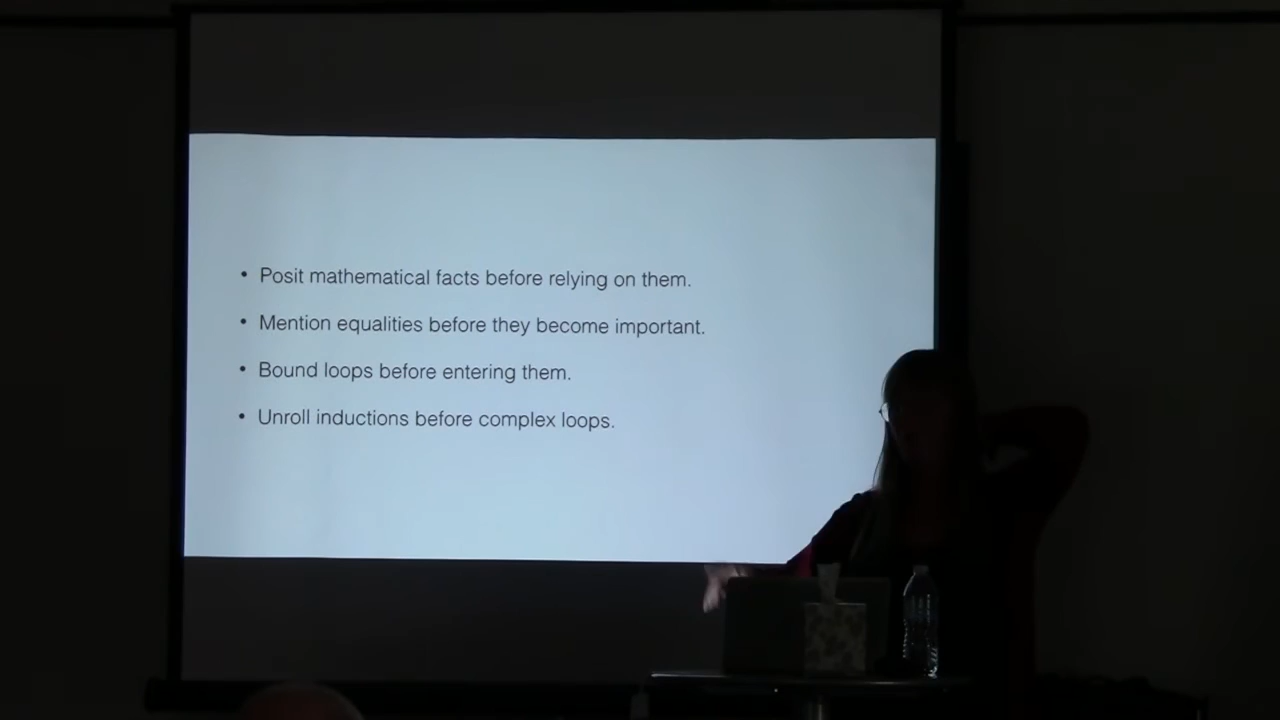 • Posit mathematical facts before relying on them.
• Mention equalities before they become important.
• Bound loops before entering them.
• Unroll inductions before complex loops.